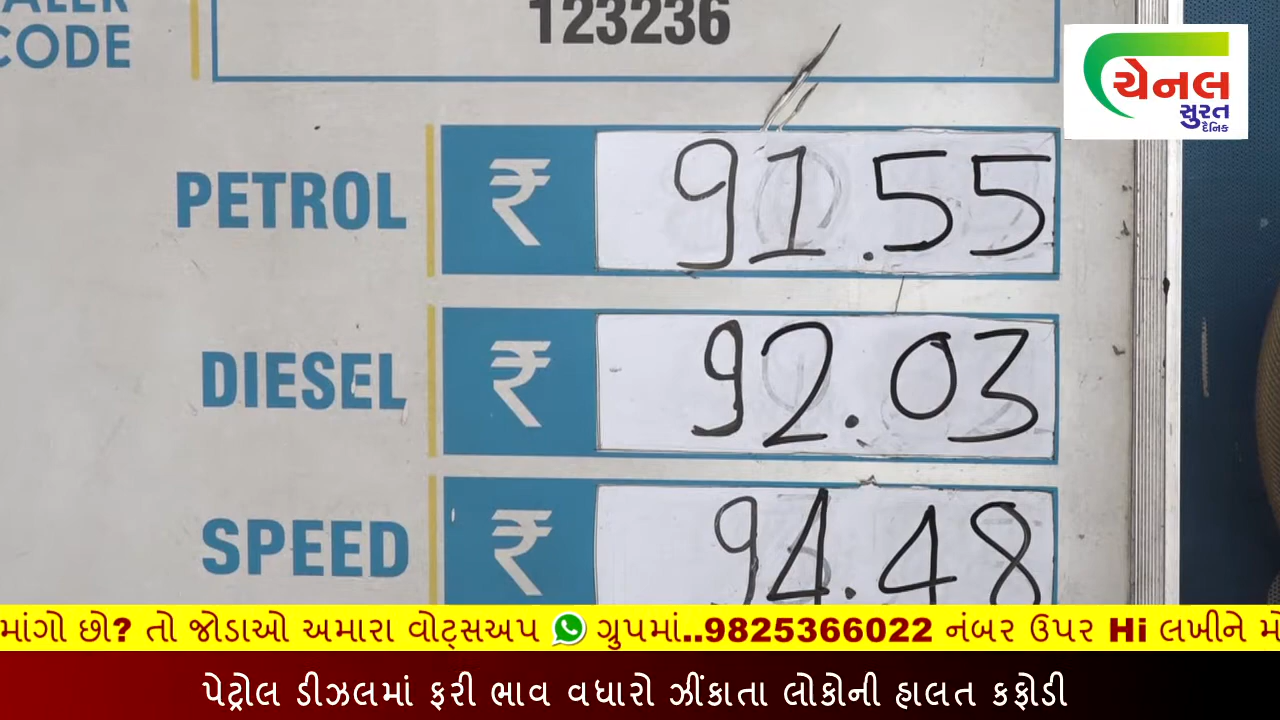 CODE
123236
ચેનલ
સુરત
દૈનિક
PETROL ₹ 91.55
DIESEL ₹ 92.03
SPEED ₹ 94.48
માંગો છો? તો જોડાઓ અમારા વોટ્સઅપ ગ્રુપમાં..9825366022 નંબર ઉપર Hi લખીને
પેટ્રોલ ડીઝલમાં ફરી ભાવ વધારો ઝીંકાતા લોકોની હાલત કફોડી